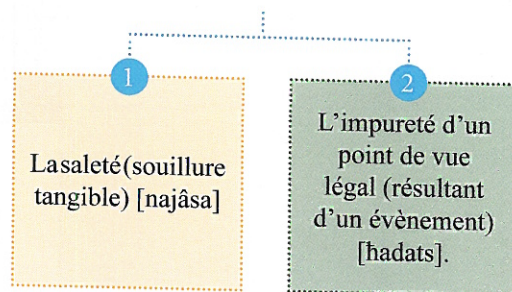 1
Lasaleté(souillure
tangible) [najâsa]
2
L’impureté d’un
point de vue
légal (résultant
d’un évènement)
[ħadats].